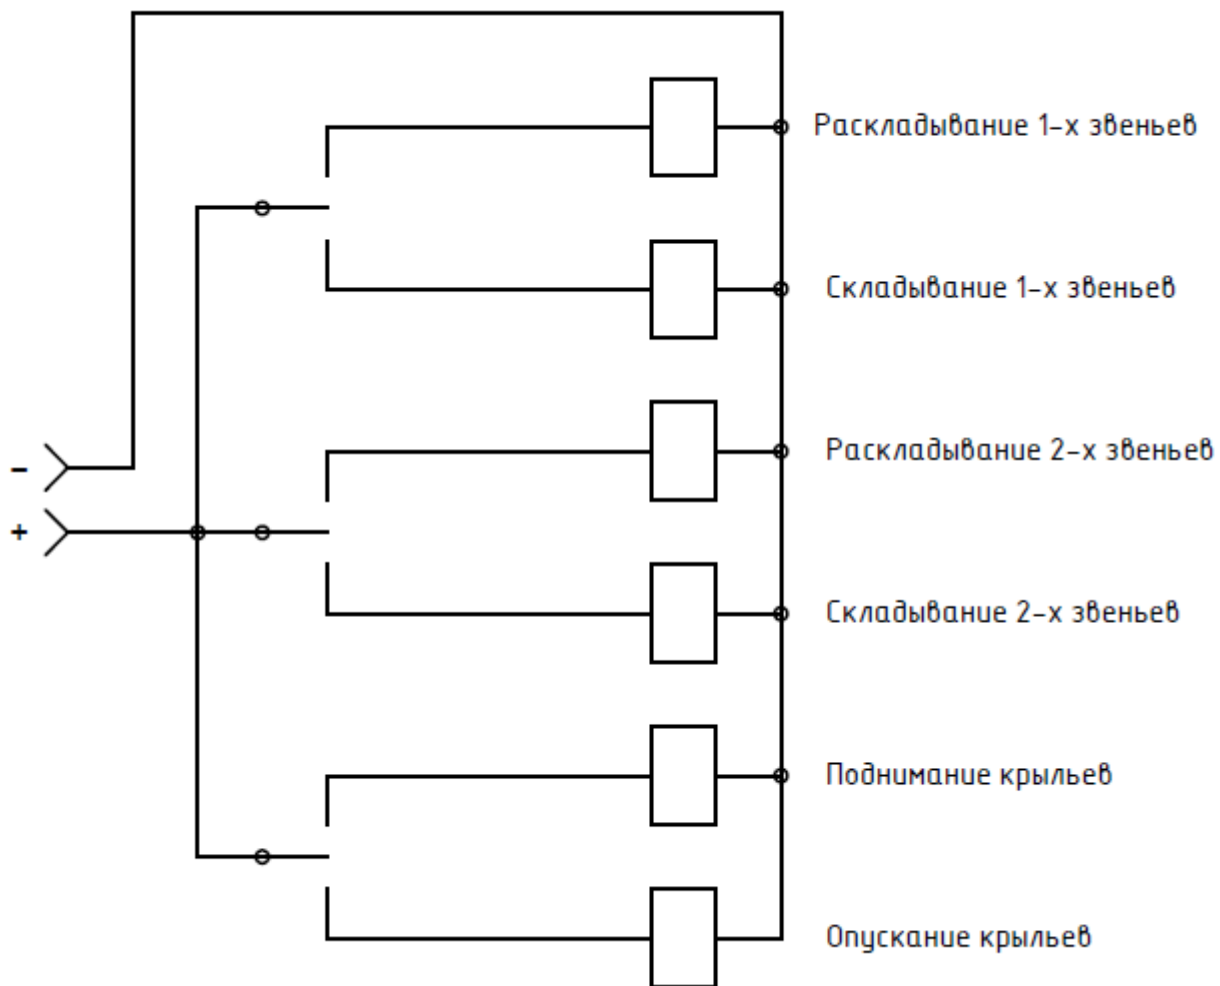 Раскладывание 1-х звеньев
Складывание 1-х звеньев
Раскладывание 2-х звеньев
-
+
Складывание 2-х звеньев
Поднимание крыльев
Опускание крыльев